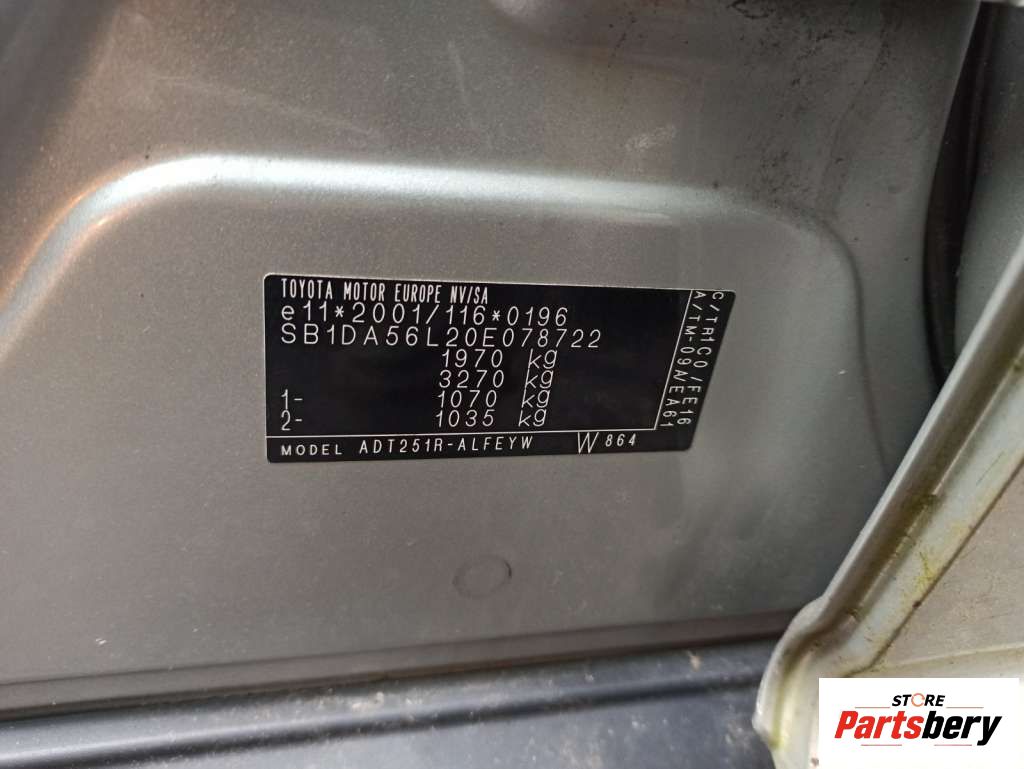 TOYOTA MOTOR EUROPE NV/SA
e11*2001/116*0196
SB1DA56L20E078722
1970 kg
3270 kg
1- 1070 kg
2- 1035 kg
MODEL ADT251R-ALFEYW W864
C/TR1C0/FE16
A/TM-09A/EA61
STORE
Partsbery